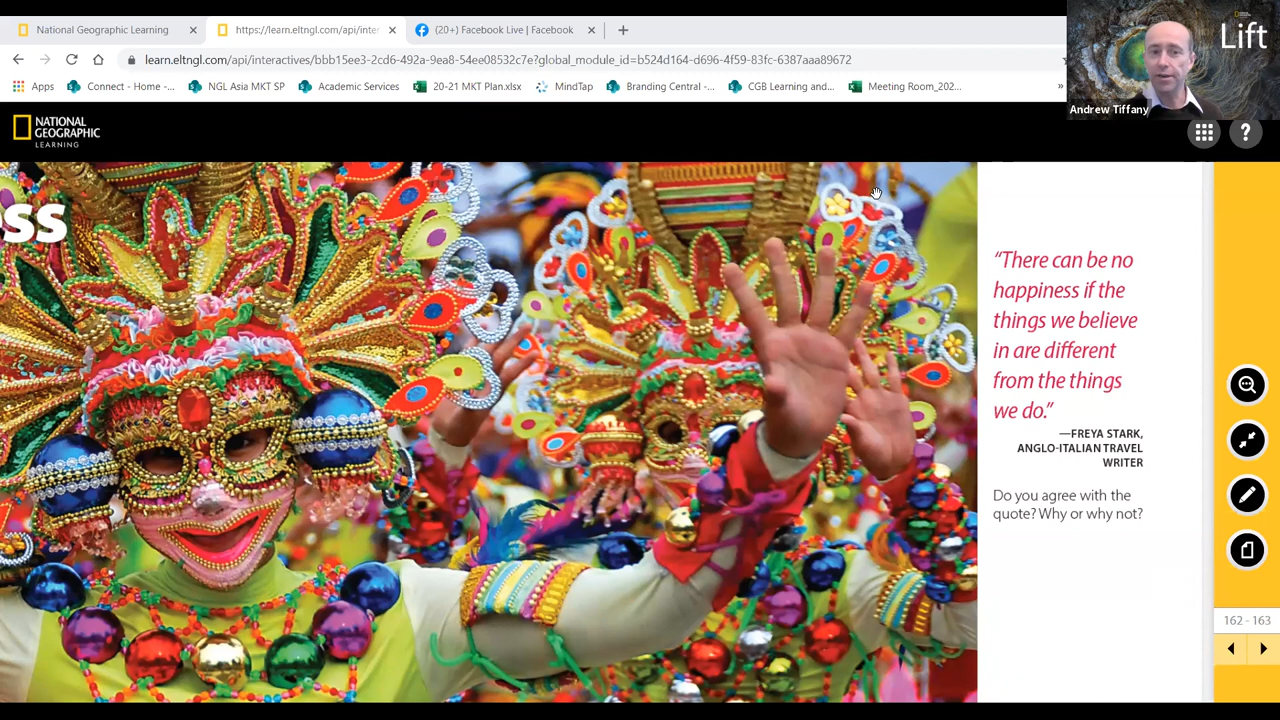 National Geographic Learning
https://learn.eltngl.com/api/inter
(20+) Facebook Live | Facebook
learn.eltngl.com/api/interactives/bbb15ee3-2cd6-492a-9ea8-54ee08532c1e?global_module_id=b524d164-d696-4f59-83fc-6387aaa89672
Apps
Connect - Home -...
NGL Asia MKT SP
Academic Services
20-21 MKT Plan.xlsx
MindTap
Branding Central -...
CGB Learning and...
Meeting Room_202...
»
Lift
Andrew Tiffany
NATIONAL
GEOGRAPHIC
LEARNING
?
ss
“There can be no
happiness if the
things we believe
in are different
from the things
we do.”
—FREYA STARK,
ANGLO-ITALIAN TRAVEL
WRITER
Do you agree with the
quote? Why or why not?
162 - 163